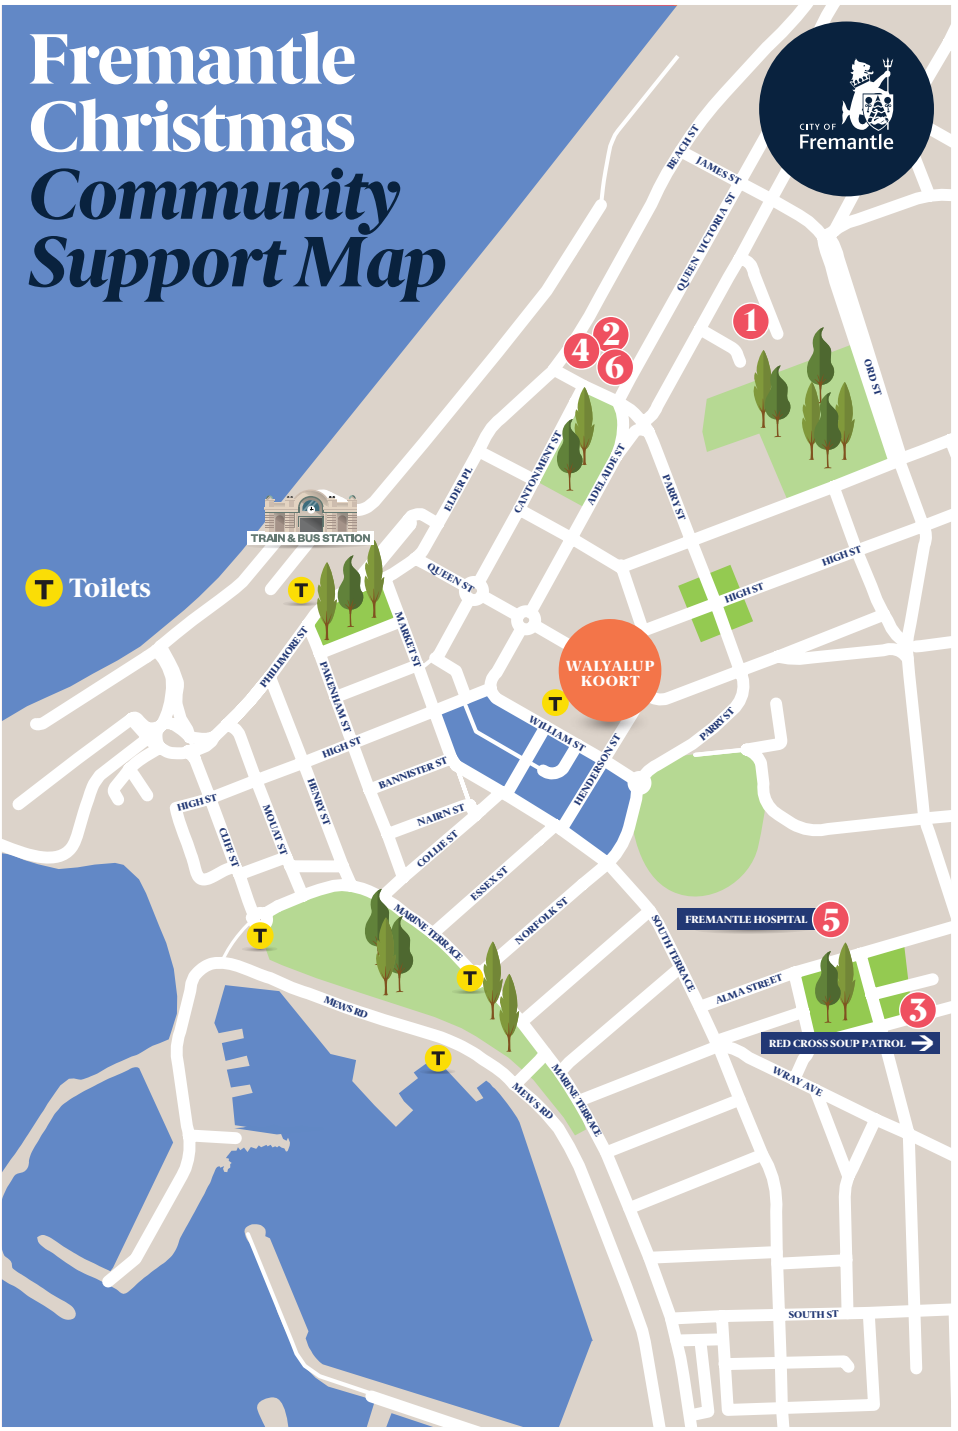 Fremantle
Christmas
Community
Support Map
CITY OF
Fremantle
BEACH ST
JAMES ST
QUEEN VICTORIA ST
1
2
4
6
ORD ST
CANTONMENT ST
ADELAIDE ST
ELDER PL
PARRY ST
TRAIN & BUS STATION
T Toilets
T
QUEEN ST
HIGH ST
HIGH ST
MARKET ST
PHILLIMORE ST
PAKENHAM ST
WALYALUP
KOORT
T
WILLIAM ST
PARRY ST
HENDERSON ST
HIGH ST
BANNISTER ST
HIGH ST
HENRY ST
MOUAT ST
CLIFF ST
NAIRN ST
COLLIE ST
ESSEX ST
NORFOLK ST
MARINE TERRACE
FREMANTLE HOSPITAL 5
T
T
SOUTH TERRACE
ALMA STREET
MEWS RD
3
RED CROSS SOUP PATROL
T
WRAY AVE
MEWS RD
MARINE TERRACE
SOUTH ST